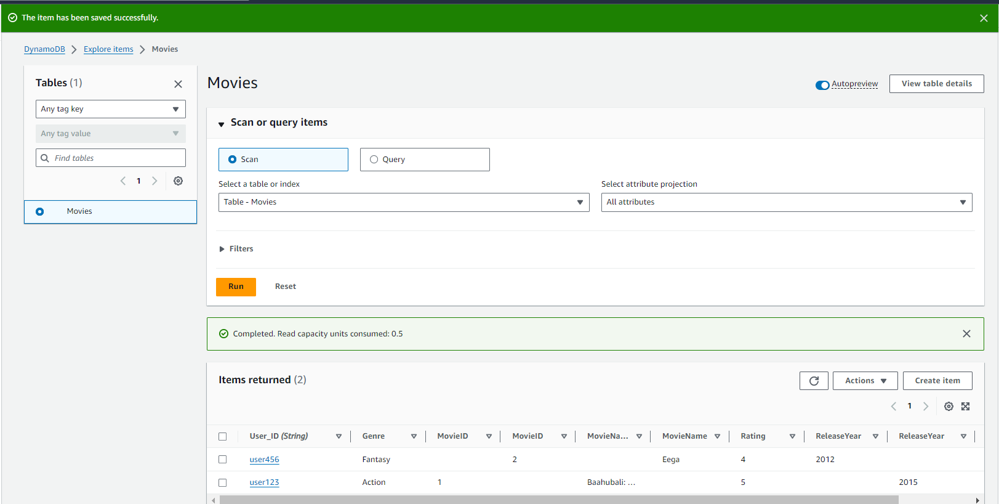 The item has been saved successfully.
DynamoDB Explore items Movies
Tables (1)
Any tag key
Any tag value
Find tables
1
Movies
Movies
Autopreview
View table details
Scan or query items
Scan
Query
Select a table or index
Select attribute projection
Table - Movies
All attributes
Filters
Run
Reset
Completed. Read capacity units consumed: 0.5
Items returned (2)
Actions
Create item
1
User_ID (String) Genre MovieID MovieID MovieNa... MovieName Rating ReleaseYear ReleaseYear
user456 Fantasy 2 Eega 4 2012
user123 Action 1 Baahubali: ... 5 2015